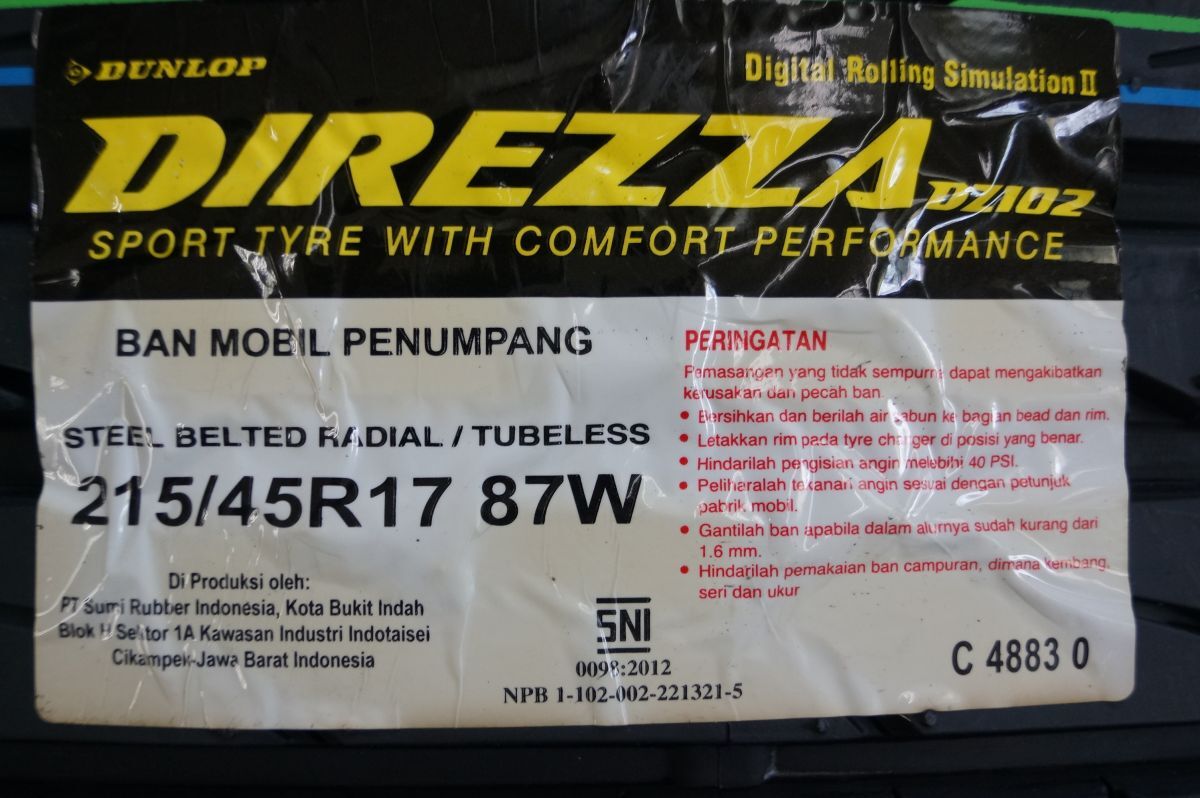 DUNLOP
Digital Rolling Simulation II
DIREZZA DZ102
SPORT TYRE WITH COMFORT PERFORMANCE
BAN MOBIL PENUMPANG
STEEL BELTED RADIAL / TUBELESS
215/45R17 87W
Di Produksi oleh:
PT Sumi Rubber Indonesia, Kota Bukit Indah
Blok H Sektor 1A Kawasan Industri Indotaisei
Cikampek-Jawa Barat Indonesia
PERINGATAN
Pemasangan yang tidak sempurna dapat mengakibatkan
kerusakan dan pecah ban.
• Bersihkan dan berilah air sabun ke bagian bead dan rim.
• Letakkan rim pada tyre changer di posisi yang benar.
• Hindarilah pengisian angin melebihi 40 PSI.
• Peliharalah tekanan angin sesuai dengan petunjuk
pabrik mobil.
• Gantilah ban apabila dalam alurnya sudah kurang dari
1.6 mm.
• Hindarilah pemakaian ban campuran, dimana kembang,
seri dan ukur
SNI
0098:2012
NPB 1-102-002-221321-5
C 4883 0